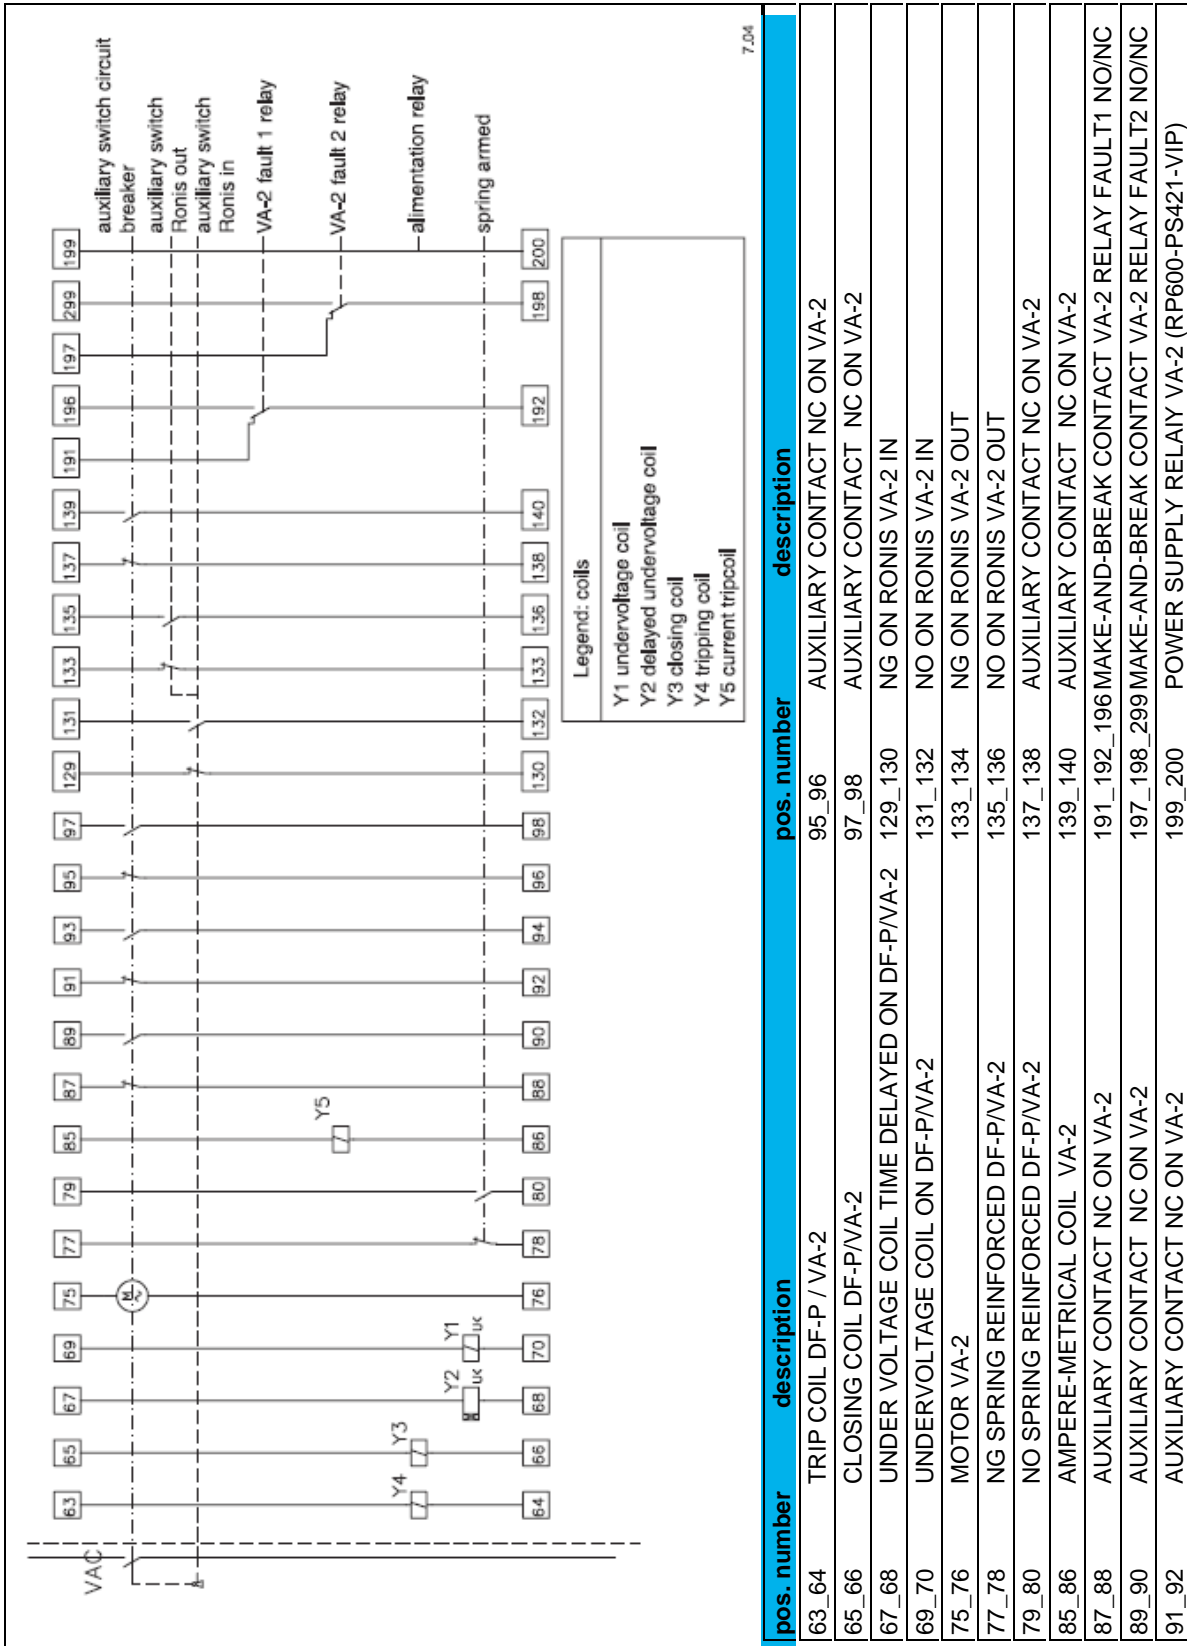 VAC
63
65
67
69
75
77
79
85
87
89
91
93
95
97
129
131
133
135
137
139
191
196
197
299
199
auxiliary switch circuit
breaker
auxiliary switch
Ronis out
auxiliary switch
Ronis in
VA-2 fault 1 relay
VA-2 fault 2 relay
alimentation relay
spring armed
M
Y4
Y3
Y2
U<
Y1
U<
Y5
64
66
68
70
76
78
80
86
88
90
92
94
96
98
130
132
133
136
138
140
192
198
200
Legend: coils
Y1 undervoltage coil
Y2 delayed undervoltage coil
Y3 closing coil
Y4 tripping coil
Y5 current tripcoil
7.04
pos. number description pos. number description
63_64 TRIP COIL DF-P / VA-2 95_96 AUXILIARY CONTACT NC ON VA-2
65_66 CLOSING COIL DF-P/VA-2 97_98 AUXILIARY CONTACT NC ON VA-2
67_68 UNDER VOLTAGE COIL TIME DELAYED ON DF-P/VA-2 129_130 NG ON RONIS VA-2 IN
69_70 UNDERVOLTAGE COIL ON DF-P/VA-2 131_132 NO ON RONIS VA-2 IN
75_76 MOTOR VA-2 133_134 NG ON RONIS VA-2 OUT
77_78 NG SPRING REINFORCED DF-P/VA-2 135_136 NO ON RONIS VA-2 OUT
79_80 NO SPRING REINFORCED DF-P/VA-2 137_138 AUXILIARY CONTACT NC ON VA-2
85_86 AMPERE-METRICAL COIL VA-2 139_140 AUXILIARY CONTACT NC ON VA-2
87_88 AUXILIARY CONTACT NC ON VA-2 191_192_196 MAKE-AND-BREAK CONTACT VA-2 RELAY FAULT1 NO/NC
89_90 AUXILIARY CONTACT NC ON VA-2 197_198_299 MAKE-AND-BREAK CONTACT VA-2 RELAY FAULT2 NO/NC
91_92 AUXILIARY CONTACT NC ON VA-2 199_200 POWER SUPPLY RELAIY VA-2 (RP600-PS421-VIP)